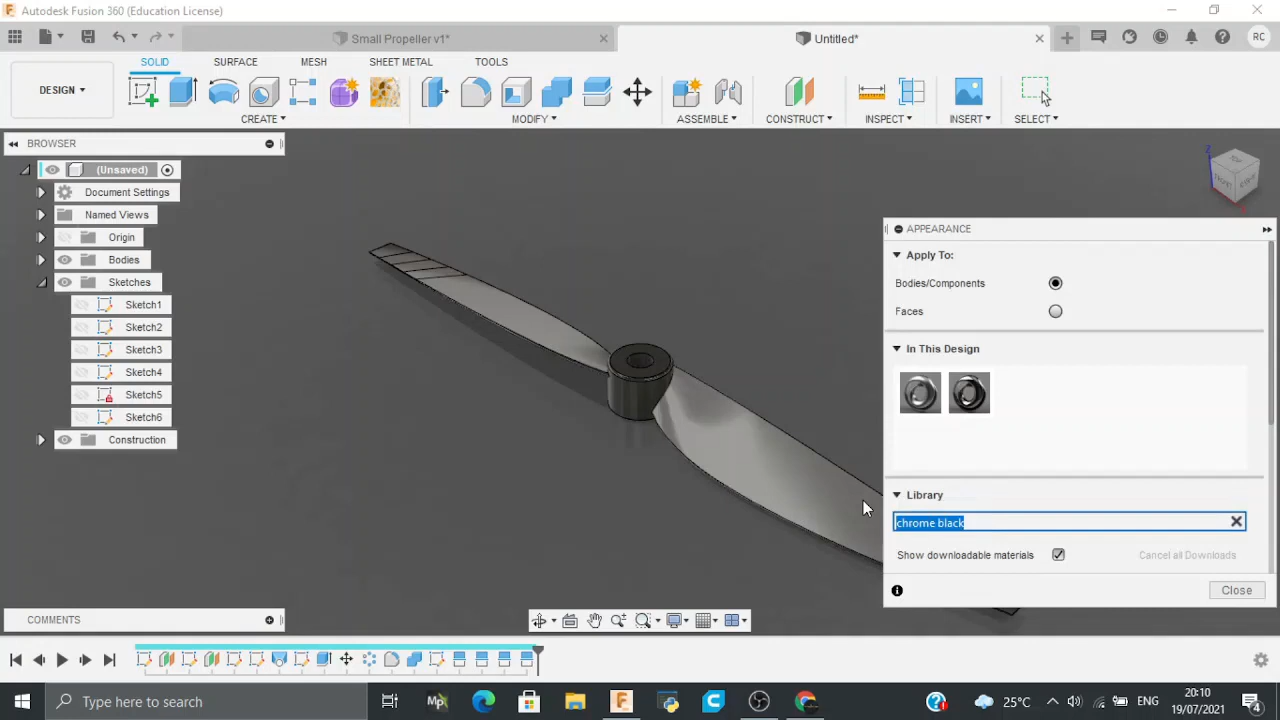 Autodesk Fusion 360 (Education License)
Small Propeller v1*
Untitled*
RC
DESIGN
SOLID
SURFACE
MESH
SHEET METAL
TOOLS
CREATE
MODIFY
ASSEMBLE
CONSTRUCT
INSPECT
INSERT
SELECT
BROWSER
(Unsaved)
Document Settings
Named Views
Origin
Bodies
Sketches
Sketch1
Sketch2
Sketch3
Sketch4
Sketch5
Sketch6
Construction
Z
FRONT
APPEARANCE
Apply To:
Bodies/Components
Faces
In This Design
Library
chrome black
Show downloadable materials
Cancel all Downloads
Close
COMMENTS
Type here to search
Mp
25°C
ENG
20:10
19/07/2021
4